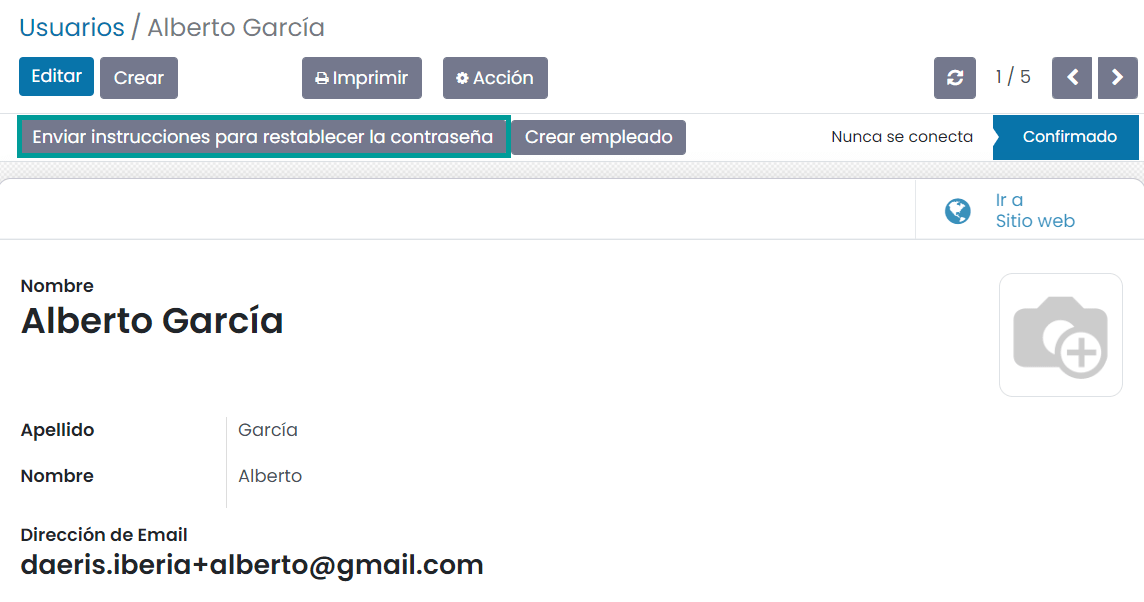 Usuarios / Alberto García
Editar Crear Imprimir Acción 1 / 5
Enviar instrucciones para restablecer la contraseña Crear empleado Nunca se conecta Confirmado
Ir a
Sitio web
Nombre
Alberto García
Apellido García
Nombre Alberto
Dirección de Email
daeris.iberia+alberto@gmail.com